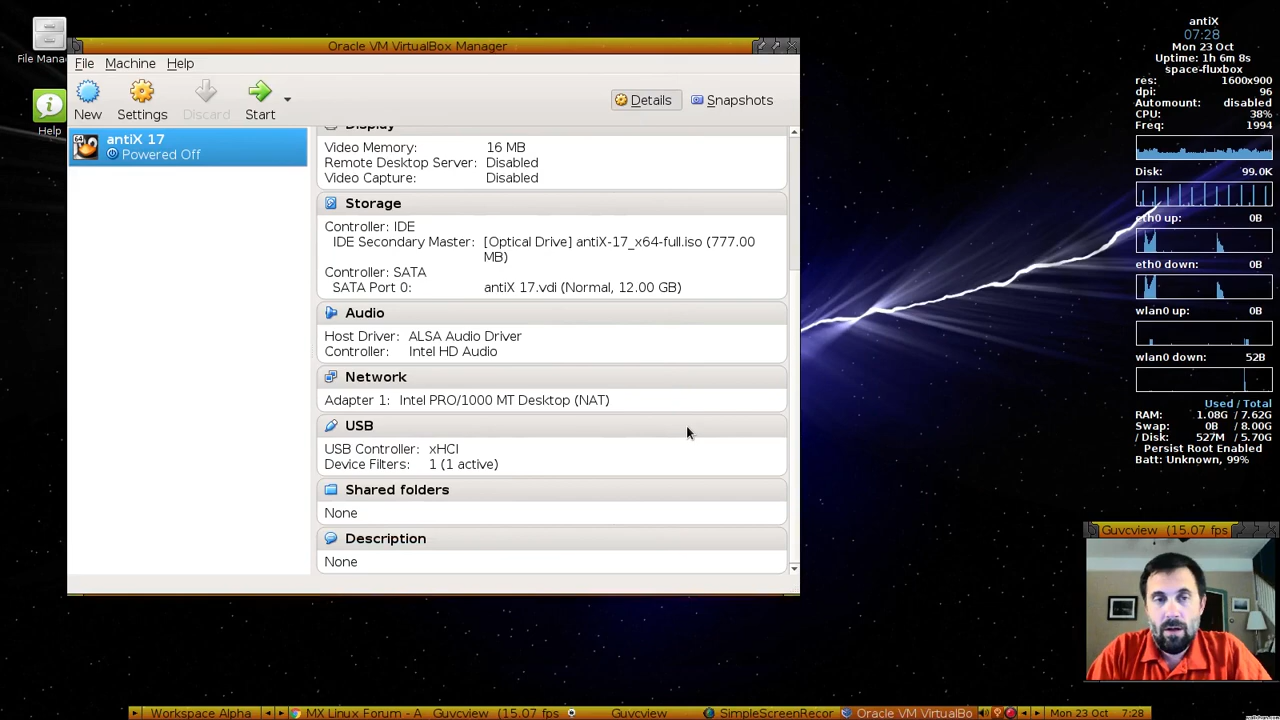 File Mana
Help
Oracle VM VirtualBox Manager
File Machine Help
New Settings Discard Start
Details Snapshots
antiX 17
Powered Off
Display
Video Memory: 16 MB
Remote Desktop Server: Disabled
Video Capture: Disabled
Storage
Controller: IDE
IDE Secondary Master: [Optical Drive] antiX-17_x64-full.iso (777.00
MB)
Controller: SATA
SATA Port 0: antiX 17.vdi (Normal, 12.00 GB)
Audio
Host Driver: ALSA Audio Driver
Controller: Intel HD Audio
Network
Adapter 1: Intel PRO/1000 MT Desktop (NAT)
USB
USB Controller: xHCI
Device Filters: 1 (1 active)
Shared folders
None
Description
None
antiX
07:28
Mon 23 Oct
Uptime: 1h 6m 8s
space-fluxbox
res: 1600x900
dpi: 96
Automount: disabled
CPU: 38%
Freq: 1994
Disk: 99.0K
eth0 up: 0B
eth0 down: 0B
wlan0 up: 0B
wlan0 down: 52B
Used / Total
RAM: 1.08G / 7.62G
Swap: 0B / 8.00G
/ Disk: 527M / 5.70G
Persist Root Enabled
Batt: Unknown, 99%
Guvcview (15.07 fps
Workspace Alpha MX Linux Forum - A Guvcview (15.07 fps Guvcview SimpleScreenRecor Oracle VM VirtualBo Mon 23 Oct 7:28